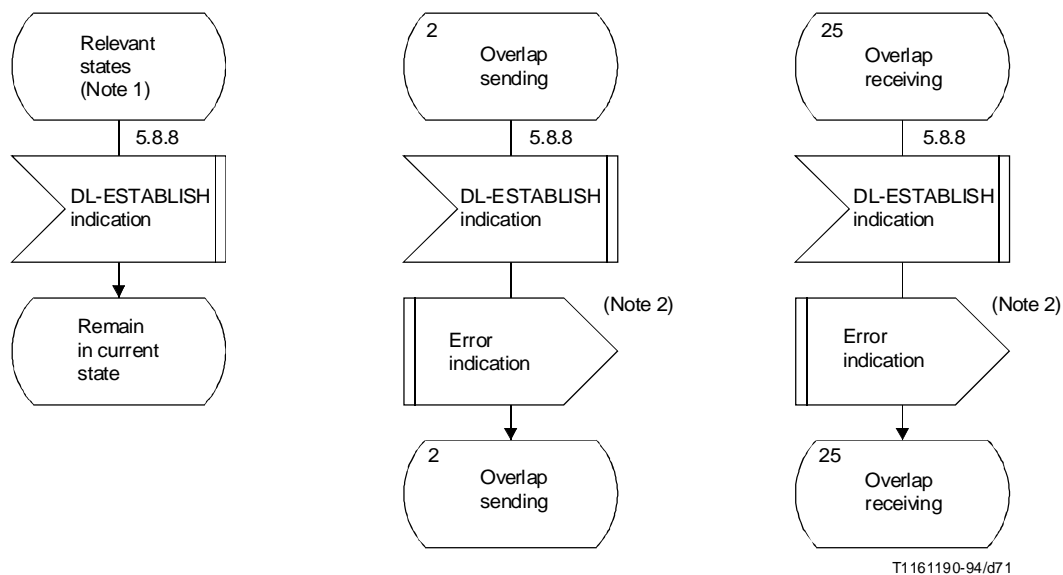 Relevant
states
(Note 1)
5.8.8
DL-ESTABLISH
indication
Remain
in current
state
2
Overlap
sending
5.8.8
DL-ESTABLISH
indication
(Note 2)
Error
indication
2
Overlap
sending
25
Overlap
receiving
5.8.8
DL-ESTABLISH
indication
(Note 2)
Error
indication
25
Overlap
receiving
T1161190-94/d71